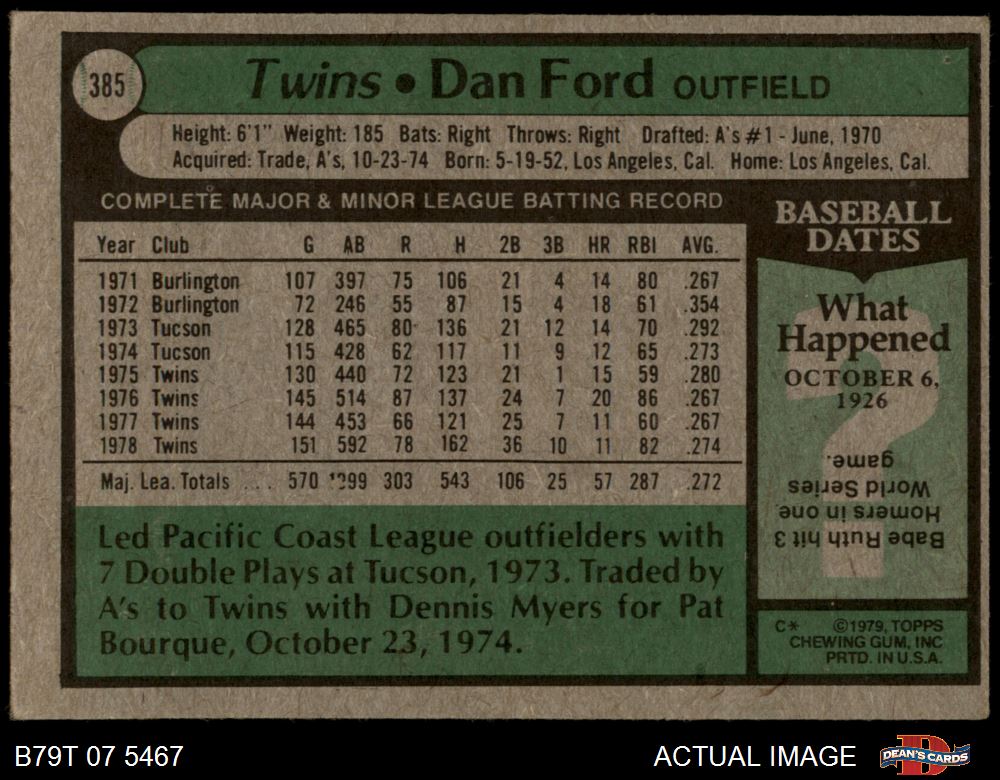 385
Twins • Dan Ford OUTFIELD
Height: 6'1" Weight: 185 Bats: Right Throws: Right Drafted: A's #1 - June, 1970
Acquired: Trade, A's, 10-23-74 Born: 5-19-52, Los Angeles, Cal. Home: Los Angeles, Cal.
COMPLETE MAJOR & MINOR LEAGUE BATTING RECORD
Year Club G AB R H 2B 3B HR RBI AVG.
1971 Burlington 107 397 75 106 21 4 14 80 .267
1972 Burlington 72 246 55 87 15 4 18 61 .354
1973 Tucson 128 465 80 136 21 12 14 70 .292
1974 Tucson 115 428 62 117 11 9 12 65 .273
1975 Twins 130 440 72 123 21 1 15 59 .280
1976 Twins 145 514 87 137 24 7 20 86 .267
1977 Twins 144 453 66 121 25 7 11 60 .267
1978 Twins 151 592 78 162 36 10 11 82 .274
Maj. Lea. Totals ... 570 303 543 106 25 57 287 .272
Led Pacific Coast League outfielders with
7 Double Plays at Tucson, 1973. Traded by
A's to Twins with Dennis Myers for Pat
Bourque, October 23, 1974.
BASEBALL
DATES
What
Happened
OCTOBER 6,
1926
Babe Ruth hit 3
Homers in one
World Series
game.
C* ©1979, TOPPS
CHEWING GUM, INC
PRTD. IN U.S.A.
B79T 07 5467
ACTUAL IMAGE
DEAN'S CARDS